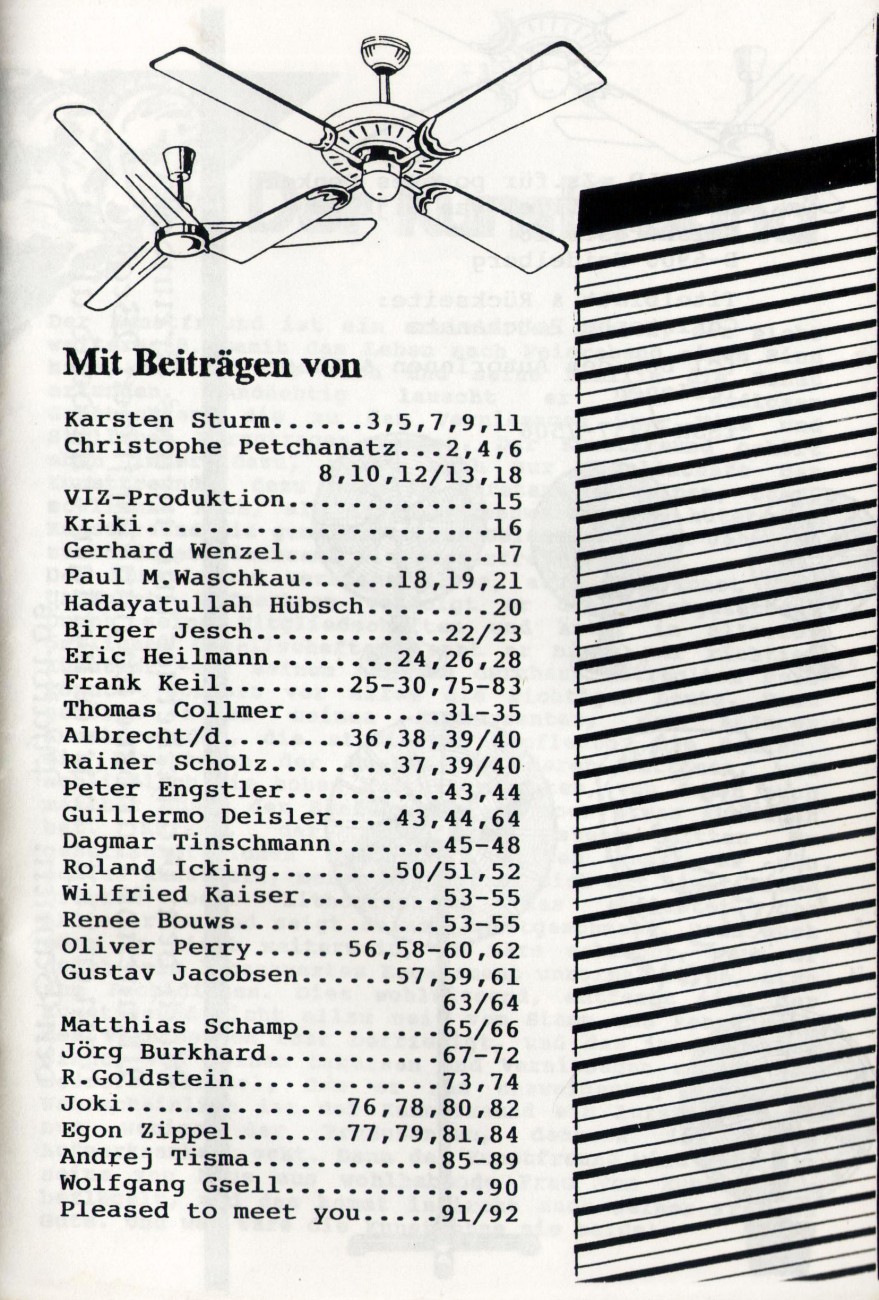 Mit Beiträgen von
Karsten Sturm......3,5,7,9,11
Christophe Petchanatz...2,4,6
8,10,12/13,18
VIZ-Produktion.............15
Kriki......................16
Gerhard Wenzel.............17
Paul M.Waschkau......18,19,21
Hadayatullah Hübsch........20
Birger Jesch............22/23
Eric Heilmann........24,26,28
Frank Keil........25-30,75-83
Thomas Collmer..........31-35
Albrecht/d........36,38,39/40
Rainer Scholz........37,39/40
Peter Engstler..........43,44
Guillermo Deisler....43,44,64
Dagmar Tinschmann.......45-48
Roland Icking........50/51,52
Wilfried Kaiser.........53-55
Renée Bouws.............53-55
Oliver Perry......56,58-60,62
Gustav Jacobsen......57,59,61
63/64
Matthias Schamp.........65/66
Jörg Burkhard...........67-72
R.Goldstein.............73,74
Joki..............76,78,80,82
Egon Zippel.......77,79,81,84
Andrej Tisma............85-89
Wolfgang Gsell.............90
Pleased to meet you.....91/92